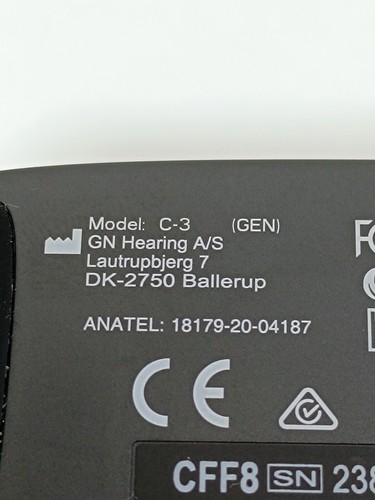 Model: C-3 (GEN)
GN Hearing A/S
Lautrupbjerg 7
DK-2750 Ballerup
ANATEL: 18179-20-04187
CE
CFF8 SN 238